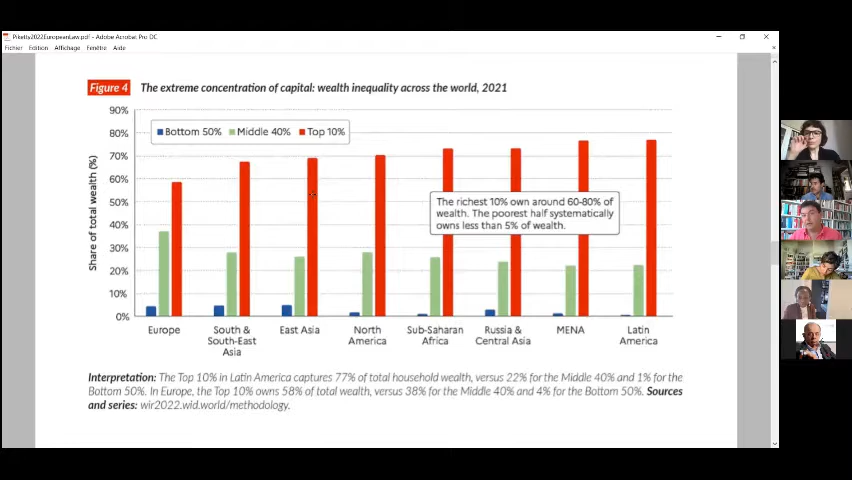 Piketty2022EuropeanLaw.pdf - Adobe Acrobat Pro DC
Fichier Edition Affichage Fenêtre Aide
Figure 4 The extreme concentration of capital: wealth inequality across the world, 2021
90%
80%
70%
60%
50%
40%
30%
20%
10%
0%
Share of total wealth (%)
Bottom 50% Middle 40% Top 10%
The richest 10% own around 60-80% of
wealth. The poorest half systematically
owns less than 5% of wealth.
Europe
South &
South-East
Asia
East Asia
North
America
Sub-Saharan
Africa
Russia &
Central Asia
MENA
Latin
America
Interpretation: The Top 10% in Latin America captures 77% of total household wealth, versus 22% for the Middle 40% and 1% for the
Bottom 50%. In Europe, the Top 10% owns 58% of total wealth, versus 38% for the Middle 40% and 4% for the Bottom 50%. Sources
and series: wir2022.wid.world/methodology.